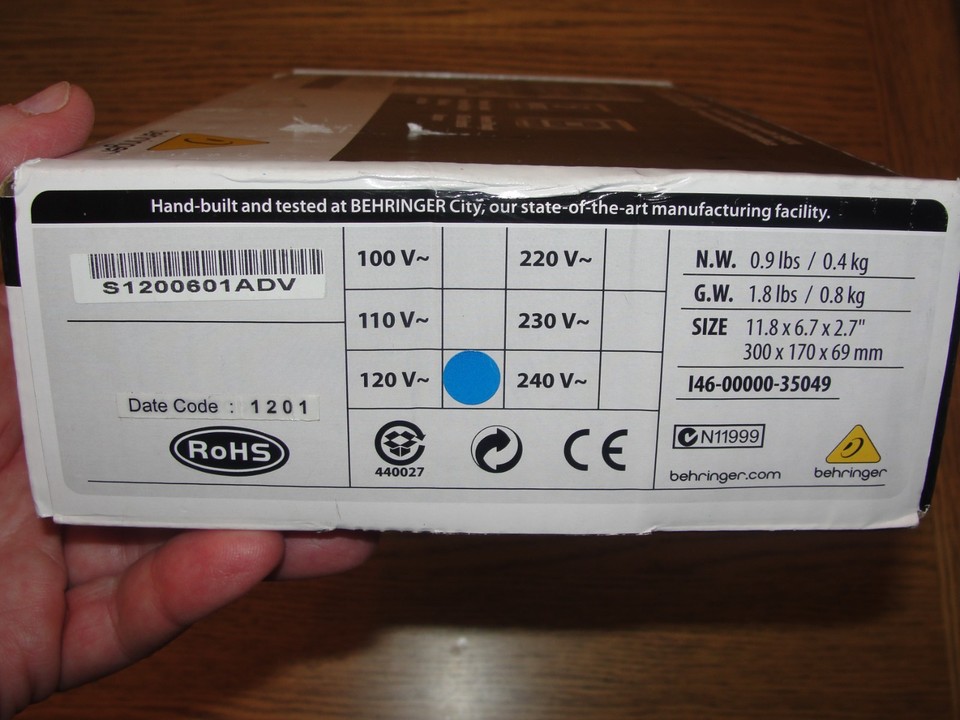 behringer
Hand-built and tested at BEHRINGER City, our state-of-the-art manufacturing facility.
S1200601ADV
Date Code : 1201
RoHS
100 V~
220 V~
110 V~
230 V~
120 V~
240 V~
440027
CE
N.W. 0.9 lbs / 0.4 kg
G.W. 1.8 lbs / 0.8 kg
SIZE 11.8 x 6.7 x 2.7"
300 x 170 x 69 mm
I46-00000-35049
N11999
behringer.com
behringer